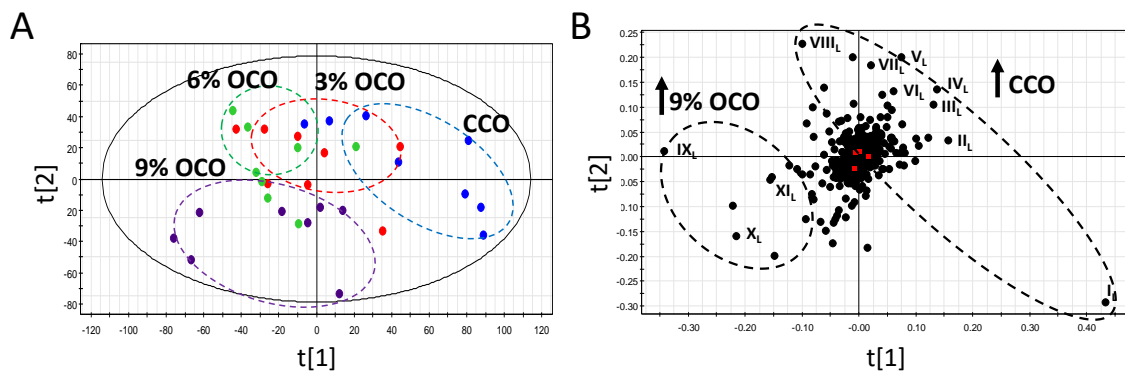 A
80
60
40
20
0
20
40
60
80
-120 -100 -80 -60 -40 -20 0 20 40 60 80 100 120
t[2]
t[1]
6% OCO
3% OCO
CCO
9% OCO
B
0.25
0.20
0.15
0.10
0.05
0.00
0.05
0.10
0.15
0.20
0.25
-0.30
-0.30 -0.20 -0.10 -0.00 0.10 0.20 0.30 0.40
t[2]
t[1]
VIIIL
VL
VIIL
CCO
9% OCO
IVL
VIL
IIIL
IIL
IXL
XIL
XL
I